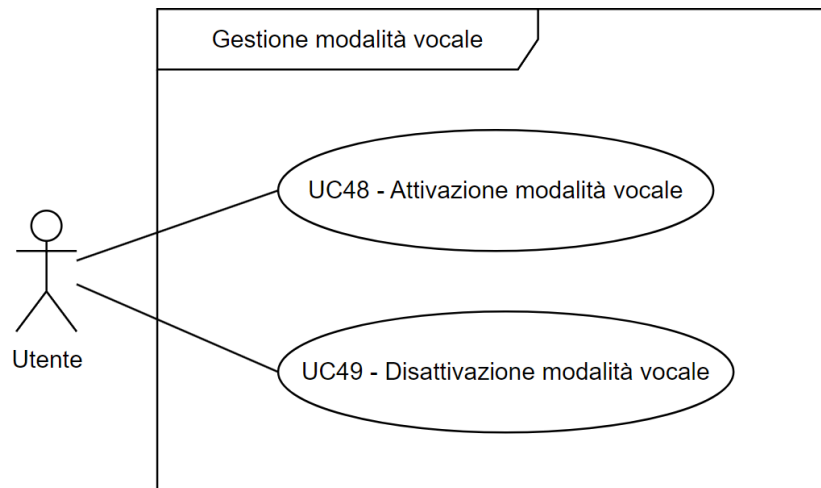 Gestione modalità vocale
UC48 - Attivazione modalità vocale
UC49 - Disattivazione modalità vocale
Utente